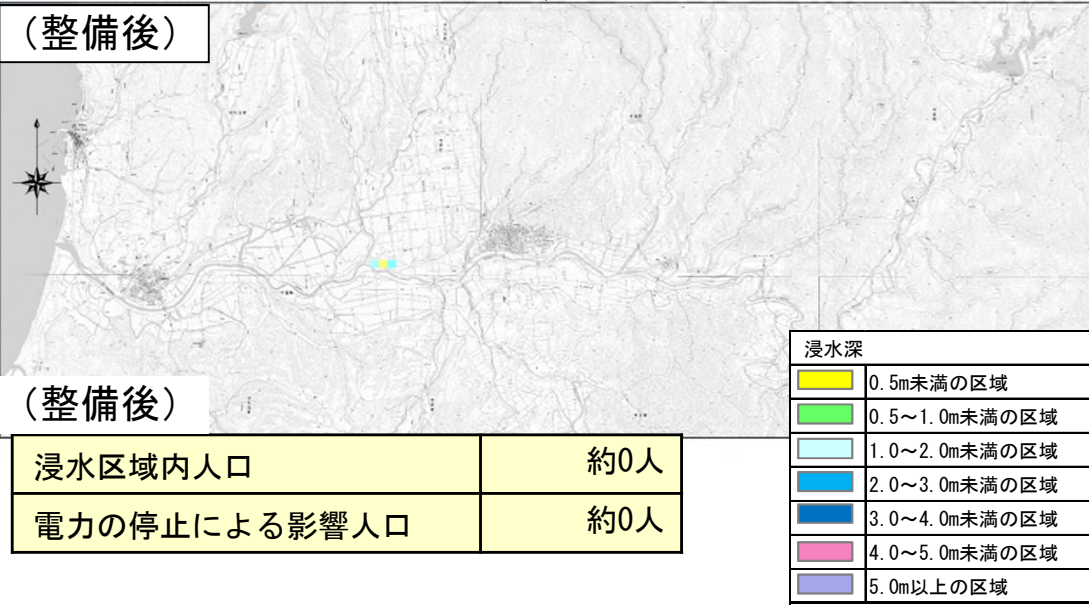 （整備後）
（整備後）
浸水区域内人口 約0人
電力の停止による影響人口 約0人
浸水深
0.5m未満の区域
0.5～1.0m未満の区域
1.0～2.0m未満の区域
2.0～3.0m未満の区域
3.0～4.0m未満の区域
4.0～5.0m未満の区域
5.0m以上の区域